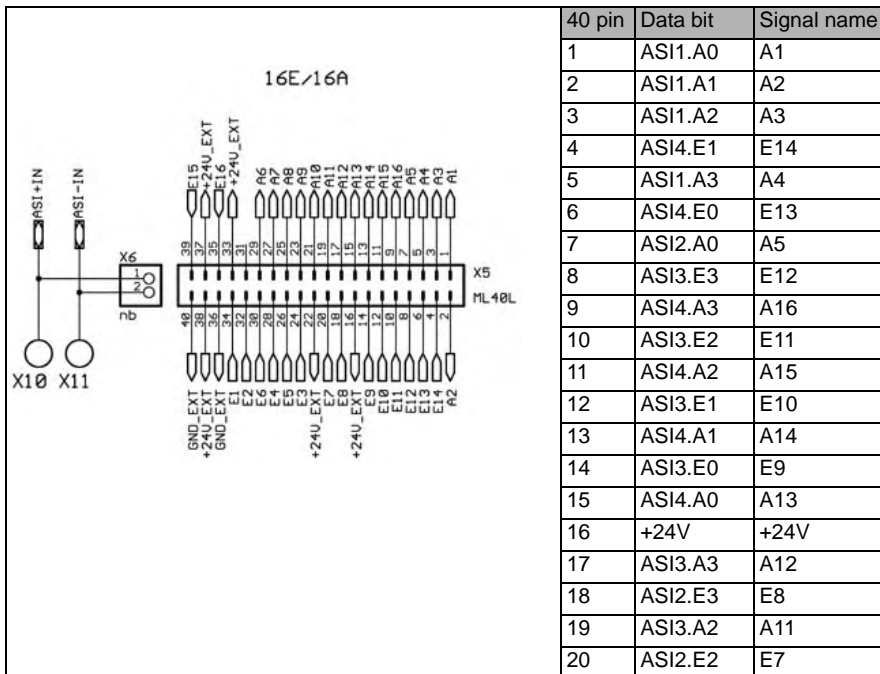 16E/16A
ASI+IN
ASI-IN
E15
+24V_EXT
E16
+24V_EXT
A6
A7
A8
A9
A10
A11
A12
A13
A14
A15
A16
A5
A4
A3
A1
39 37 35 33 31 29 27 25 23 21 19 17 15 13 11 9 7 5 3 1
X6
1
2
nb
X5
ML40L
40 38 36 34 32 30 28 26 24 22 20 18 16 14 12 10 8 6 4 2
X10 X11
GND_EXT
+24V_EXT
GND_EXT
E1
E2
E6
E4
E5
E3
+24V_EXT
E7
E8
+24V_EXT
E9
E10
E11
E12
E13
E14
A2
40 pin Data bit Signal name
1 ASI1.A0 A1
2 ASI1.A1 A2
3 ASI1.A2 A3
4 ASI4.E1 E14
5 ASI1.A3 A4
6 ASI4.E0 E13
7 ASI2.A0 A5
8 ASI3.E3 E12
9 ASI4.A3 A16
10 ASI3.E2 E11
11 ASI4.A2 A15
12 ASI3.E1 E10
13 ASI4.A1 A14
14 ASI3.E0 E9
15 ASI4.A0 A13
16 +24V +24V
17 ASI3.A3 A12
18 ASI2.E3 E8
19 ASI3.A2 A11
20 ASI2.E2 E7